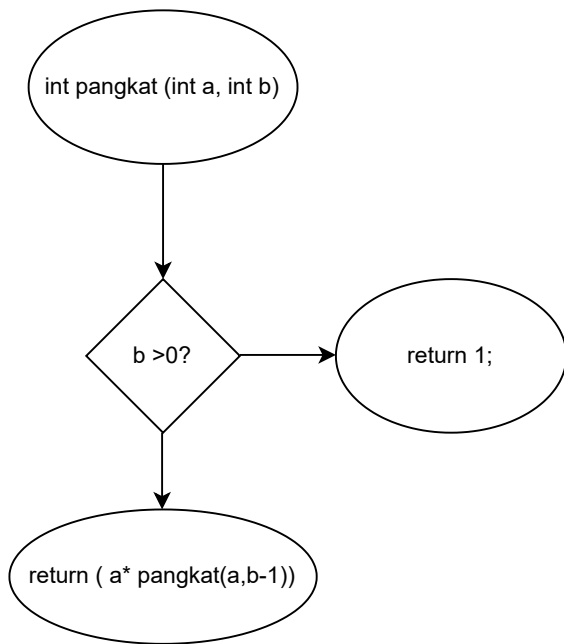 int pangkat (int a, int b)
b >0?
return 1;
return ( a* pangkat(a,b-1))